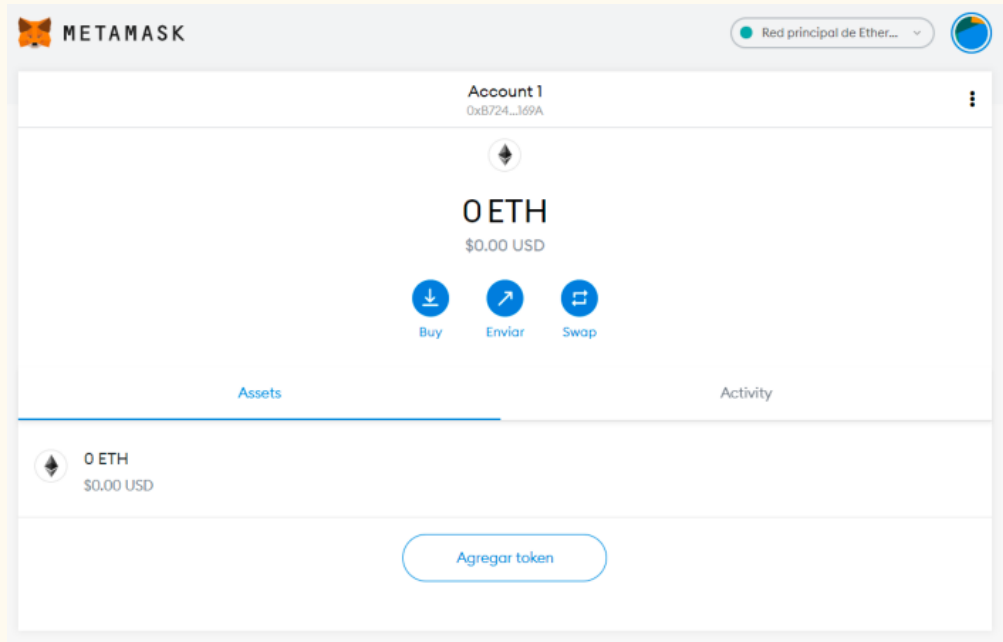 METAMASK
Red principal de Ether...
Account 1
0xB724...169A
0 ETH
$0.00 USD
Buy Enviar Swap
Assets Activity
0 ETH
$0.00 USD
Agregar token